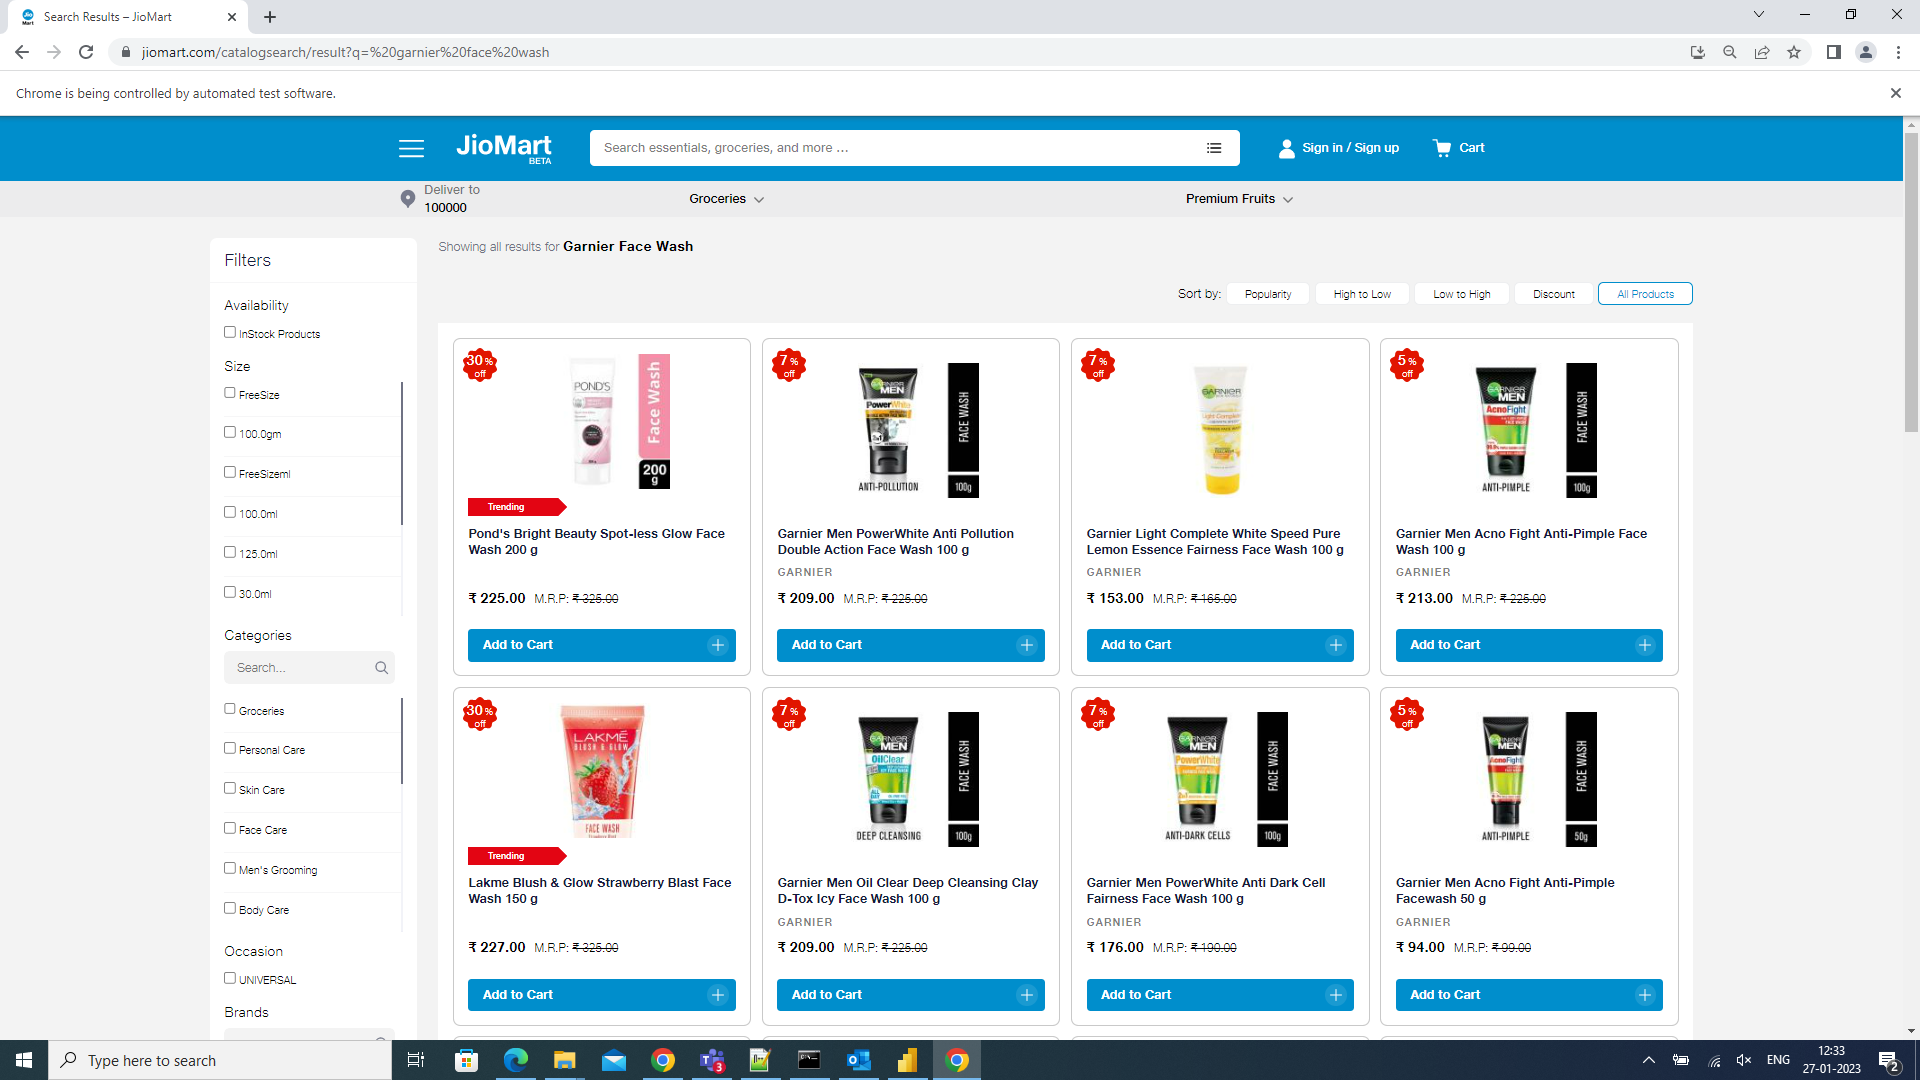 Search Results – JioMart
jiomart.com/catalogsearch/result?q=%20garnier%20face%20wash
Chrome is being controlled by automated test software.
JioMart
BETA
Search essentials, groceries, and more ...
Sign in / Sign up
Cart
Deliver to
100000
Groceries
Premium Fruits
Showing all results for Garnier Face Wash
Sort by: Popularity High to Low Low to High Discount All Products
Filters
Availability
InStock Products
Size
FreeSize
100.0gm
FreeSizeml
100.0ml
125.0ml
30.0ml
Categories
Search...
Groceries
Personal Care
Skin Care
Face Care
Men's Grooming
Body Care
Occasion
UNIVERSAL
Brands
30 %
off
POND'S
Face Wash
200
g
Trending
Pond's Bright Beauty Spot-less Glow Face
Wash 200 g
₹ 225.00 M.R.P: ₹ 325.00
Add to Cart
7 %
off
GARNIER
MEN
PowerWhite
ANTI-POLLUTION
FACE WASH
100g
Garnier Men PowerWhite Anti Pollution
Double Action Face Wash 100 g
GARNIER
₹ 209.00 M.R.P: ₹ 225.00
Add to Cart
7 %
off
GARNIER
Light Complete
Garnier Light Complete White Speed Pure
Lemon Essence Fairness Face Wash 100 g
GARNIER
₹ 153.00 M.R.P: ₹ 165.00
Add to Cart
5 %
off
GARNIER
MEN
AcnoFight
FACE WASH
ANTI-PIMPLE
FACE WASH
100g
Garnier Men Acno Fight Anti-Pimple Face
Wash 100 g
GARNIER
₹ 213.00 M.R.P: ₹ 225.00
Add to Cart
30 %
off
LAKMÉ
BLUSH & GLOW
FACE WASH
Strawberry Blast
Trending
Lakme Blush & Glow Strawberry Blast Face
Wash 150 g
₹ 227.00 M.R.P: ₹ 325.00
Add to Cart
7 %
off
GARNIER
MEN
OilClear
DEEP CLEANSING
FACE WASH
100g
Garnier Men Oil Clear Deep Cleansing Clay
D-Tox Icy Face Wash 100 g
GARNIER
₹ 209.00 M.R.P: ₹ 225.00
Add to Cart
7 %
off
GARNIER
MEN
PowerWhite
ANTI-DARK CELLS
FACE WASH
100g
Garnier Men PowerWhite Anti Dark Cell
Fairness Face Wash 100 g
GARNIER
₹ 176.00 M.R.P: ₹ 190.00
Add to Cart
5 %
off
GARNIER
MEN
AcnoFight
ANTI-PIMPLE
FACE WASH
50g
Garnier Men Acno Fight Anti-Pimple
Facewash 50 g
GARNIER
₹ 94.00 M.R.P: ₹ 99.00
Add to Cart
Type here to search
3
ENG
12:33
27-01-2023
2